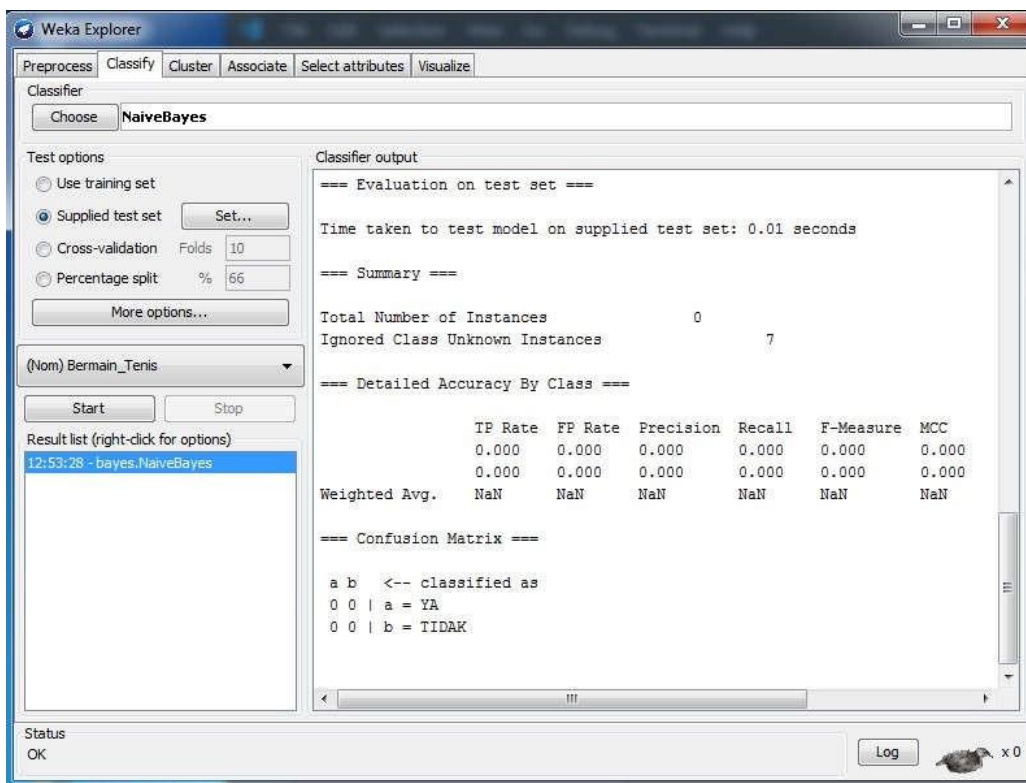 Weka Explorer
Preprocess Classify Cluster Associate Select attributes Visualize
Classifier
Choose NaiveBayes
Test options
Use training set
Supplied test set Set...
Cross-validation Folds 10
Percentage split % 66
More options...
(Nom) Bermain_Tenis
Start Stop
Result list (right-click for options)
12:53:28 - bayes.NaiveBayes
Classifier output
=== Evaluation on test set ===
Time taken to test model on supplied test set: 0.01 seconds
=== Summary ===
Total Number of Instances 0
Ignored Class Unknown Instances 7
=== Detailed Accuracy By Class ===
TP Rate FP Rate Precision Recall F-Measure MCC
0.000 0.000 0.000 0.000 0.000 0.000
0.000 0.000 0.000 0.000 0.000 0.000
Weighted Avg. NaN NaN NaN NaN NaN NaN
=== Confusion Matrix ===
a b <-- classified as
0 0 | a = YA
0 0 | b = TIDAK
Status
OK
Log x 0